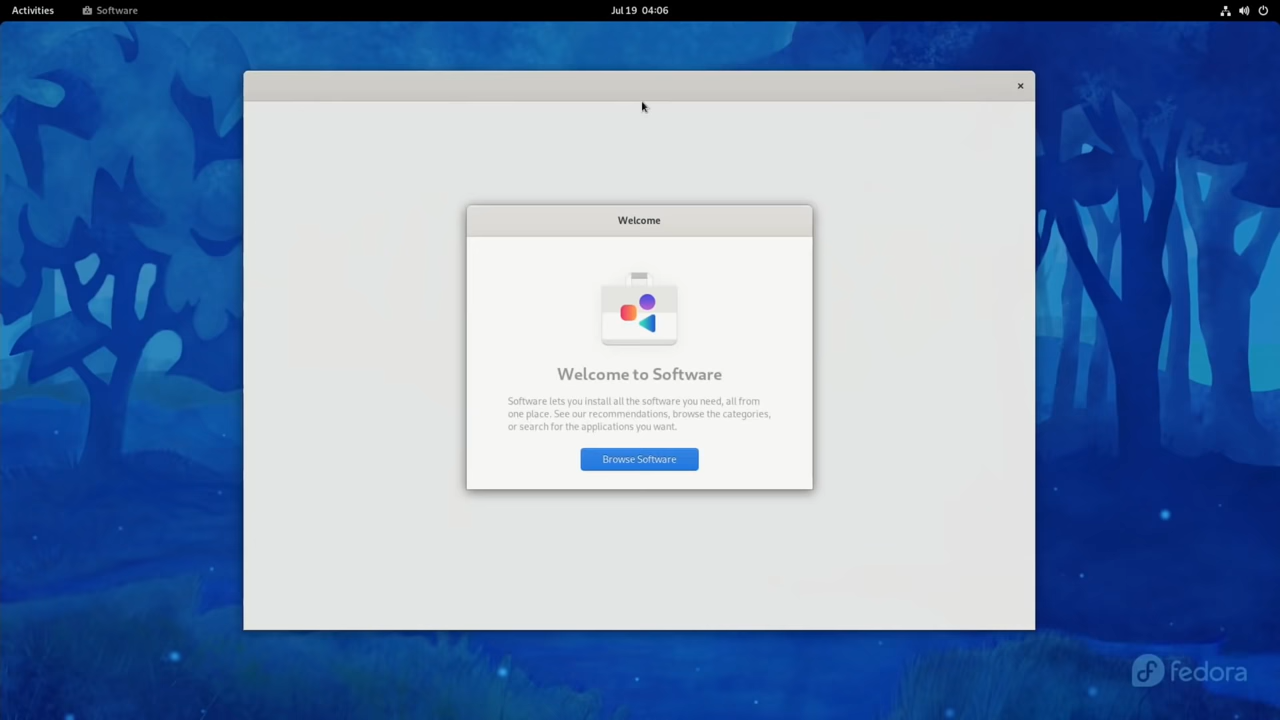 Activities Software Jul 19 04:06
Welcome
Welcome to Software
Software lets you install all the software you need, all from
one place. See our recommendations, browse the categories,
or search for the applications you want.
Browse Software
fedora